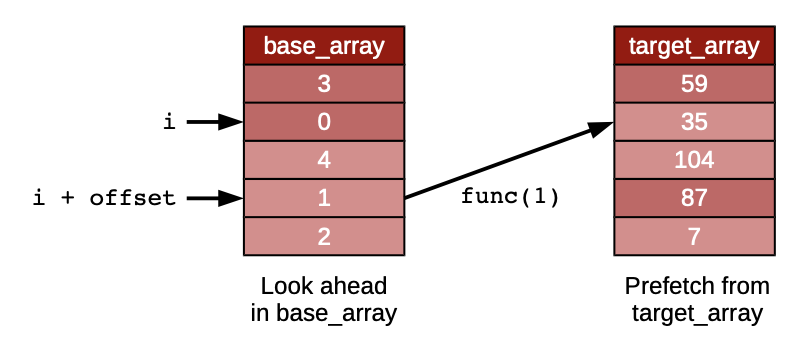 base_array
3
0
4
1
2
i
i + offset
func(1)
target_array
59
35
104
87
7
Look ahead
in base_array
Prefetch from
target_array